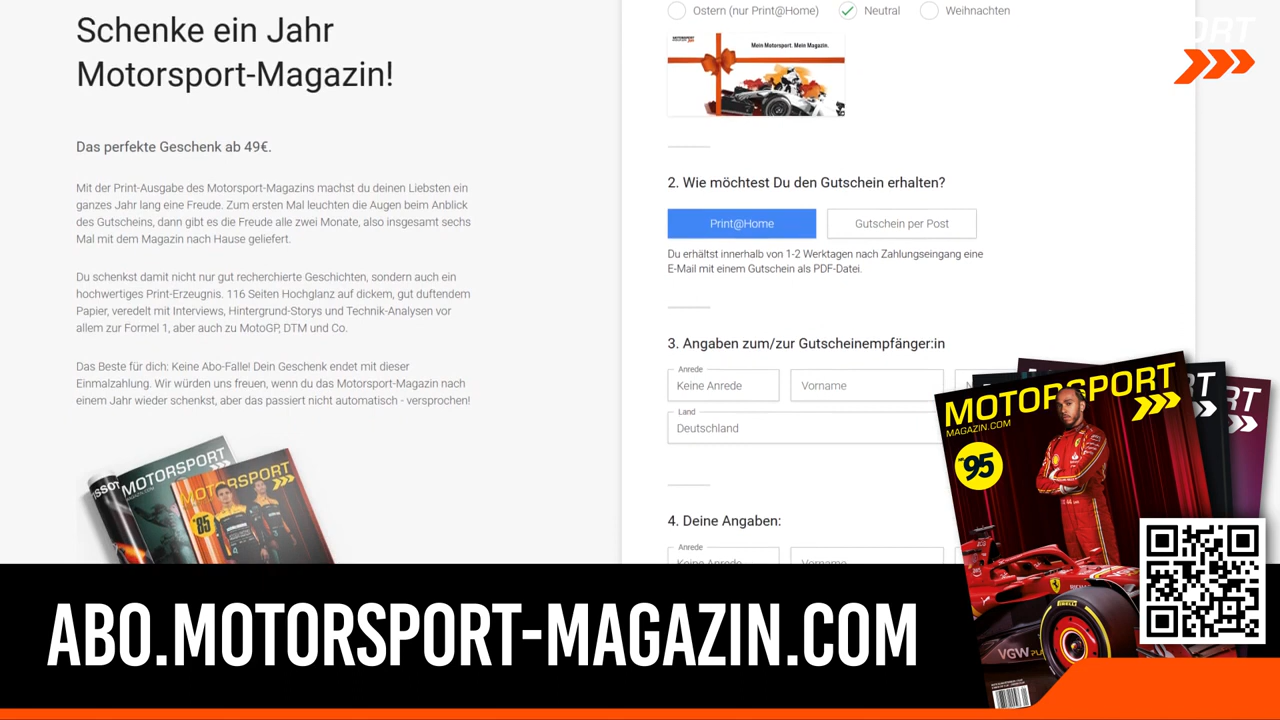 Schenke ein Jahr
Motorsport-Magazin!
Das perfekte Geschenk ab 49€.
Mit der Print-Ausgabe des Motorsport-Magazins machst du deinen Liebsten ein
ganzes Jahr lang eine Freude. Zum ersten Mal leuchten die Augen beim Anblick
des Gutscheins, dann gibt es die Freude alle zwei Monate, also insgesamt sechs
Mal mit dem Magazin nach Hause geliefert.
Du schenkst damit nicht nur gut recherchierte Geschichten, sondern auch ein
hochwertiges Print-Erzeugnis. 116 Seiten Hochglanz auf dickem, gut duftendem
Papier, veredelt mit Interviews, Hintergrund-Storys und Technik-Analysen vor
allem zur Formel 1, aber auch zu MotoGP, DTM und Co.
Das Beste für dich: Keine Abo-Falle! Dein Geschenk endet mit dieser
Einmalzahlung. Wir würden uns freuen, wenn du das Motorsport-Magazin nach
einem Jahr wieder schenkst, aber das passiert nicht automatisch - versprochen!
MOTORSPORT
MOTORSPORT
85
Ostern (nur Print@Home) Neutral Weihnachten
Mein Motorsport. Mein Magazin.
2. Wie möchtest Du den Gutschein erhalten?
Print@Home Gutschein per Post
Du erhältst innerhalb von 1-2 Werktagen nach Zahlungseingang eine
E-Mail mit einem Gutschein als PDF-Datei.
3. Angaben zum/zur Gutscheinempfänger:in
Anrede
Keine Anrede Vorname
Land
Deutschland
4. Deine Angaben:
Anrede
Keine Anrede Vorname
ORT
MOTORSPORT
MAGAZIN.COM
95
RT
RT
VGW
ABO.MOTORSPORT-MAGAZIN.COM